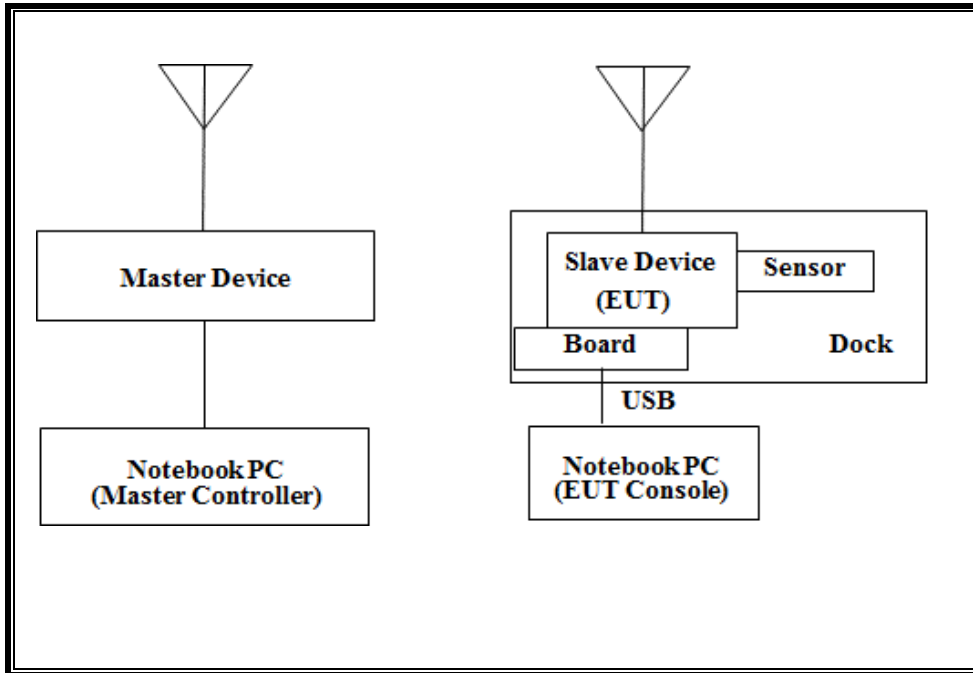 Master Device
Notebook PC
(Master Controller)
Slave Device
(EUT)
Sensor
Board
Dock
USB
Notebook PC
(EUT Console)